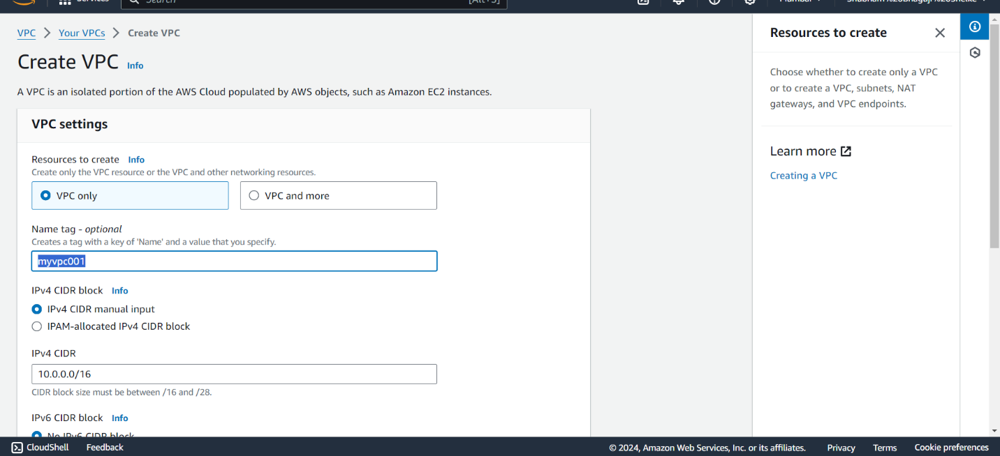 Services
Search
[Alt+S]
VPC > Your VPCs > Create VPC
Create VPC Info
A VPC is an isolated portion of the AWS Cloud populated by AWS objects, such as Amazon EC2 instances.
VPC settings
Resources to create Info
Create only the VPC resource or the VPC and other networking resources.
VPC only
VPC and more
Name tag - optional
Creates a tag with a key of 'Name' and a value that you specify.
myvpc001
IPv4 CIDR block Info
IPv4 CIDR manual input
IPAM-allocated IPv4 CIDR block
IPv4 CIDR
10.0.0.0/16
CIDR block size must be between /16 and /28.
IPv6 CIDR block Info
No IPv6 CIDR block
Resources to create
Choose whether to create only a VPC
or to create a VPC, subnets, NAT
gateways, and VPC endpoints.
Learn more
Creating a VPC
CloudShell Feedback
© 2024, Amazon Web Services, Inc. or its affiliates. Privacy Terms Cookie preferences